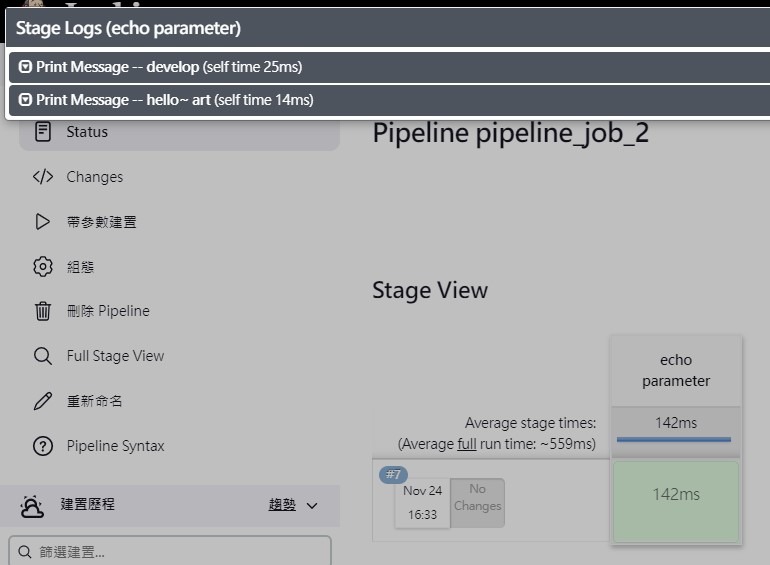 Stage Logs (echo parameter)
Print Message -- develop (self time 25ms)
Print Message -- hello~ art (self time 14ms)
Status
Pipeline pipeline_job_2
Changes
帶參數建置
組態
刪除 Pipeline
Full Stage View
重新命名
Pipeline Syntax
Stage View
echo
parameter
Average stage times:
(Average full run time: ~559ms)
142ms
#7
Nov 24
16:33
No
Changes
142ms
建置歷程
趨勢
篩選建置...